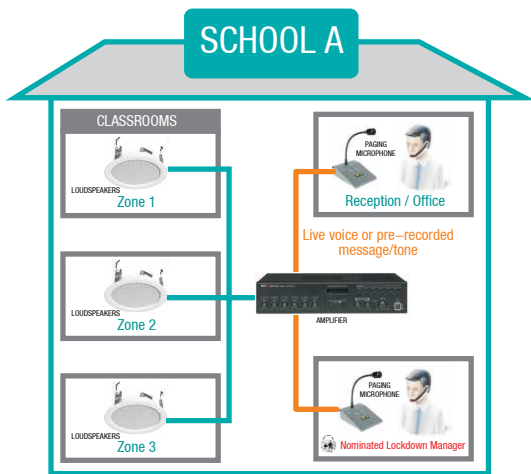 SCHOOL A
CLASSROOMS
LOUDSPEAKERS
Zone 1
LOUDSPEAKERS
Zone 2
LOUDSPEAKERS
Zone 3
PAGING
MICROPHONE
Reception / Office
Live voice or pre–recorded
message/tone
AMPLIFIER
PAGING
MICROPHONE
Nominated Lockdown Manager